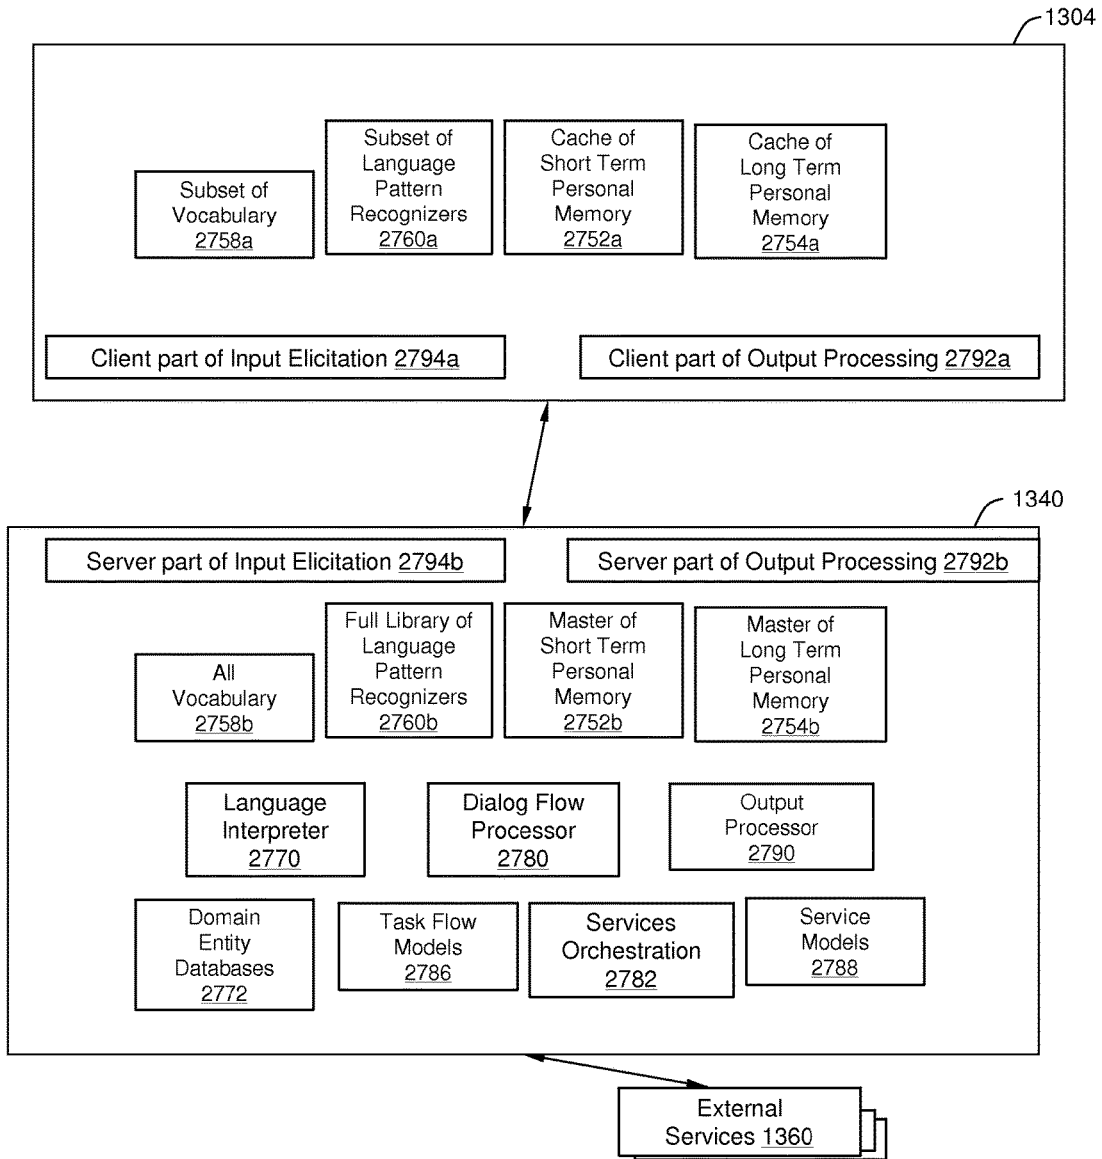 1304
Subset of
Vocabulary
2758a
Subset of
Language
Pattern
Recognizers
2760a
Cache of
Short Term
Personal
Memory
2752a
Cache of
Long Term
Personal
Memory
2754a
Client part of Input Elicitation 2794a
Client part of Output Processing 2792a
1340
Server part of Input Elicitation 2794b
Server part of Output Processing 2792b
All
Vocabulary
2758b
Full Library of
Language
Pattern
Recognizers
2760b
Master of
Short Term
Personal
Memory
2752b
Master of
Long Term
Personal
Memory
2754b
Language
Interpreter
2770
Dialog Flow
Processor
2780
Output
Processor
2790
Domain
Entity
Databases
2772
Task Flow
Models
2786
Services
Orchestration
2782
Service
Models
2788
External
Services 1360